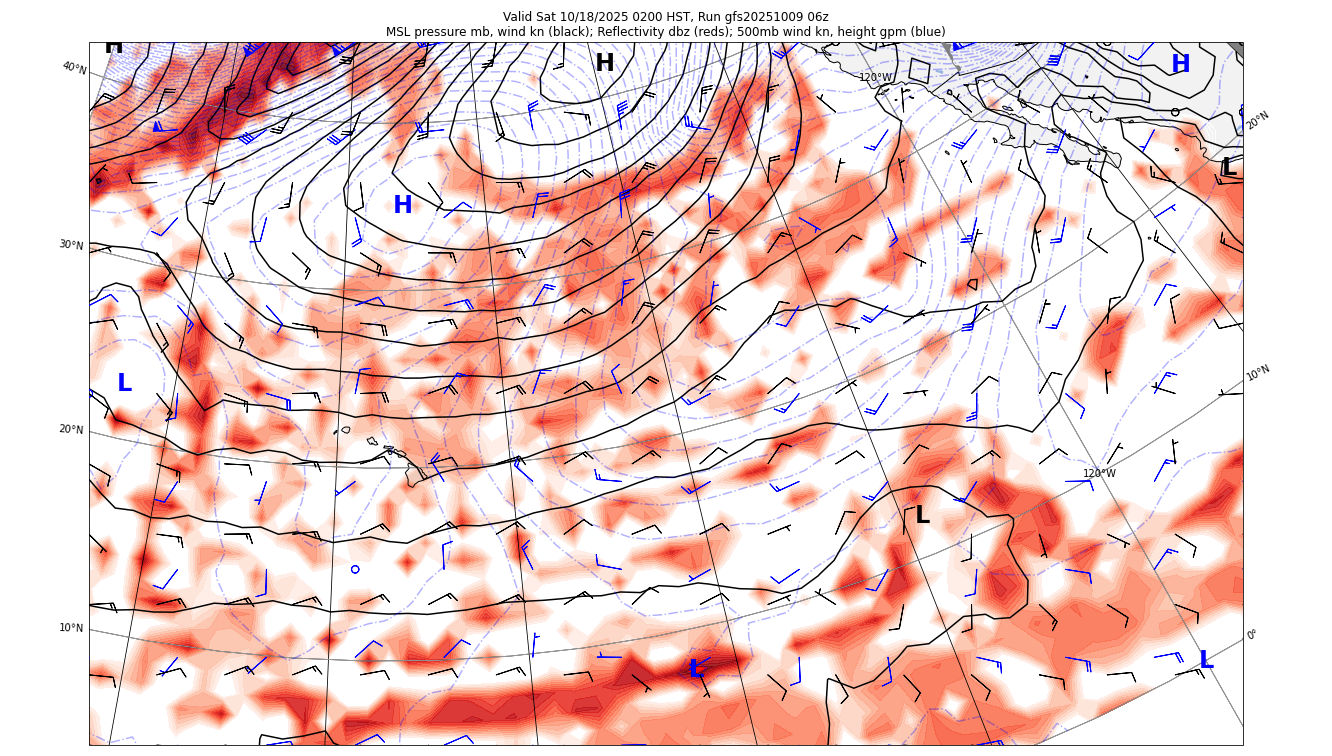 Valid Sat 10/18/2025 0200 HST, Run gfs20251009 06z
MSL pressure mb, wind kn (black); Reflectivity dbz (reds); 500mb wind kn, height gpm (blue)
H
H
H
40°N
120°W
20°N
L
H
30°N
10°N
L
20°N
120°W
L
10°N
0°
L
L